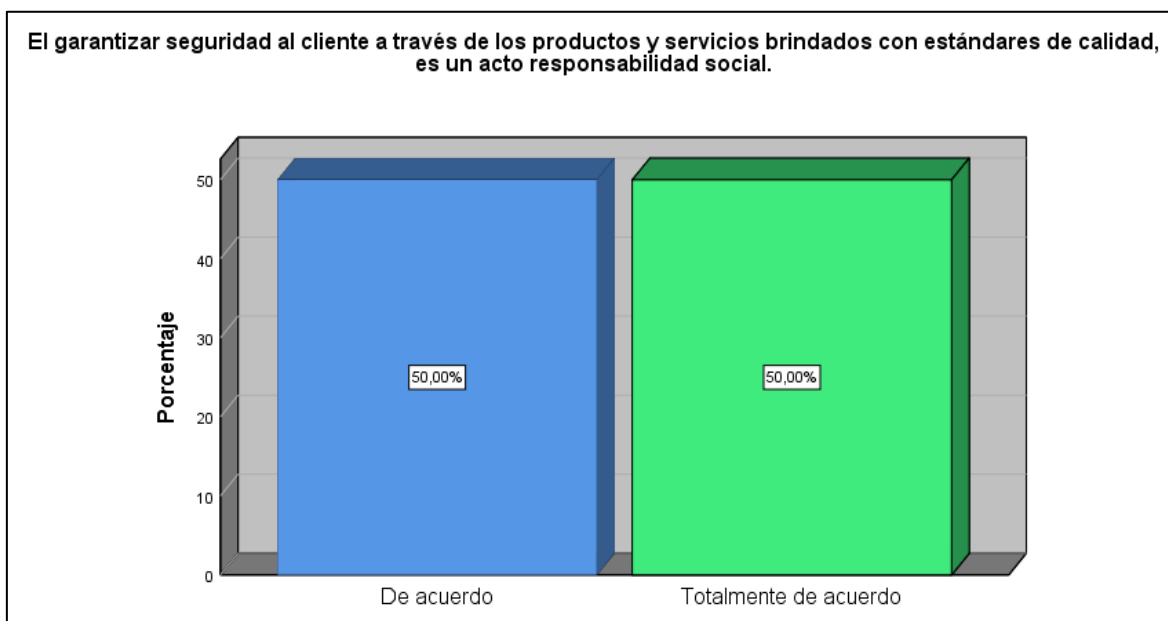 El garantizar seguridad al cliente a través de los productos y servicios brindados con estándares de calidad,
es un acto responsabilidad social.
50
40
30
20
10
0
Porcentaje
50,00%
50,00%
De acuerdo
Totalmente de acuerdo